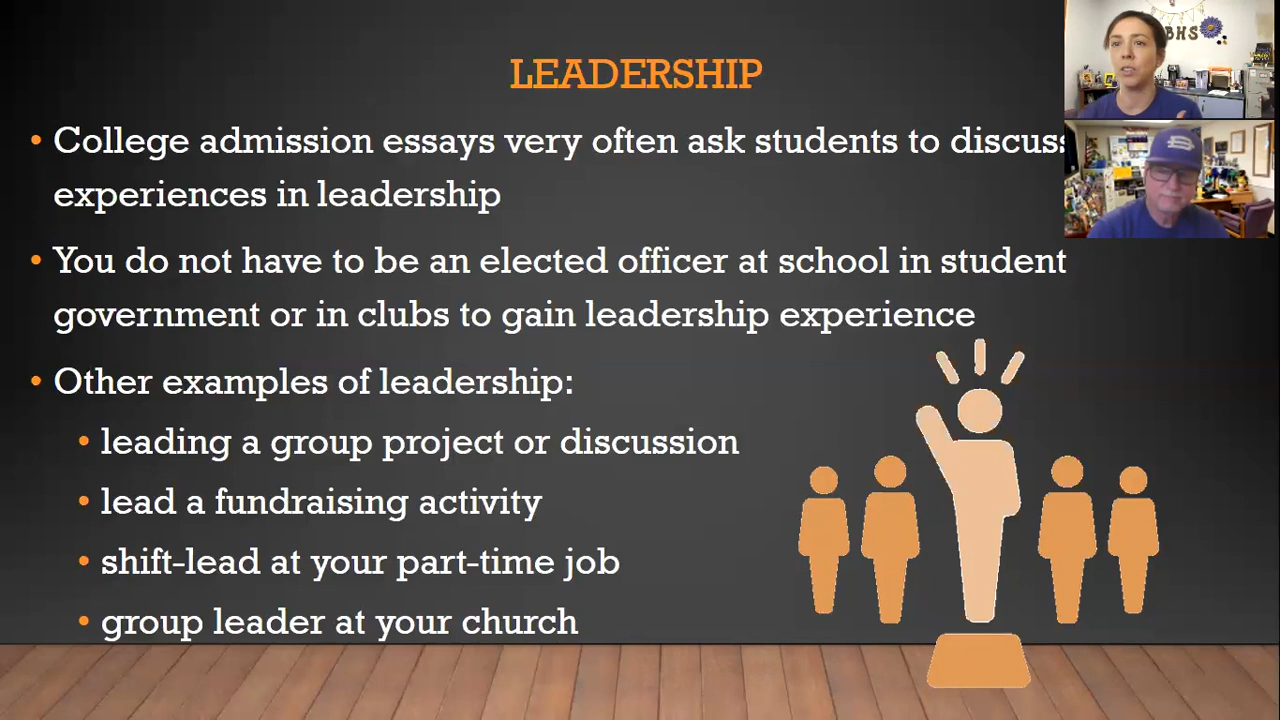 LEADERSHIP
• College admission essays very often ask students to discuss
experiences in leadership
• You do not have to be an elected officer at school in student
government or in clubs to gain leadership experience
• Other examples of leadership:
• leading a group project or discussion
• lead a fundraising activity
• shift-lead at your part-time job
• group leader at your church
BHS